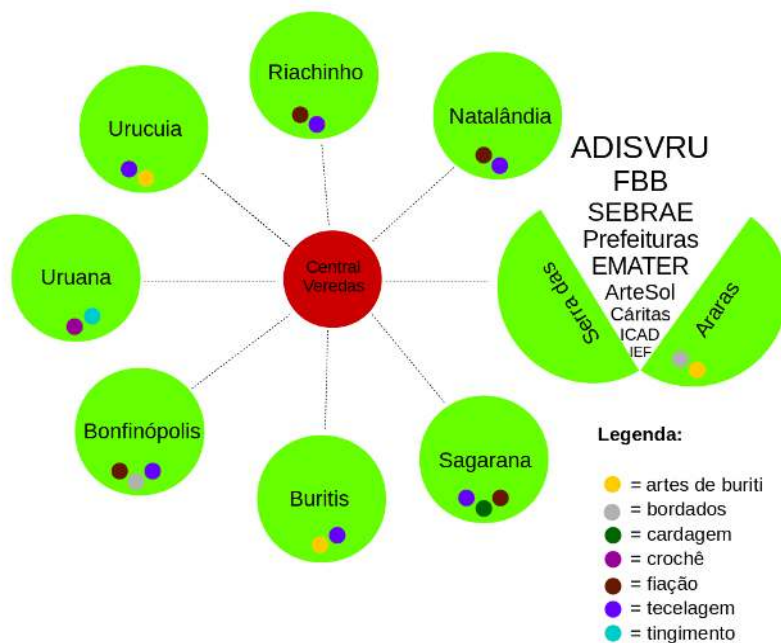 Riachinho
Urucuia
Natalândia
ADISVRU
FBB
SEBRAE
Prefeituras
EMATER
ArteSol
Cáritas
ICAD
IEF
Serra das
Araras
Central
Veredas
Uruana
Bonfinópolis
Buritis
Sagarana
Legenda:
= artes de buriti
= bordados
= cardagem
= crochê
= fiação
= tecelagem
= tingimento